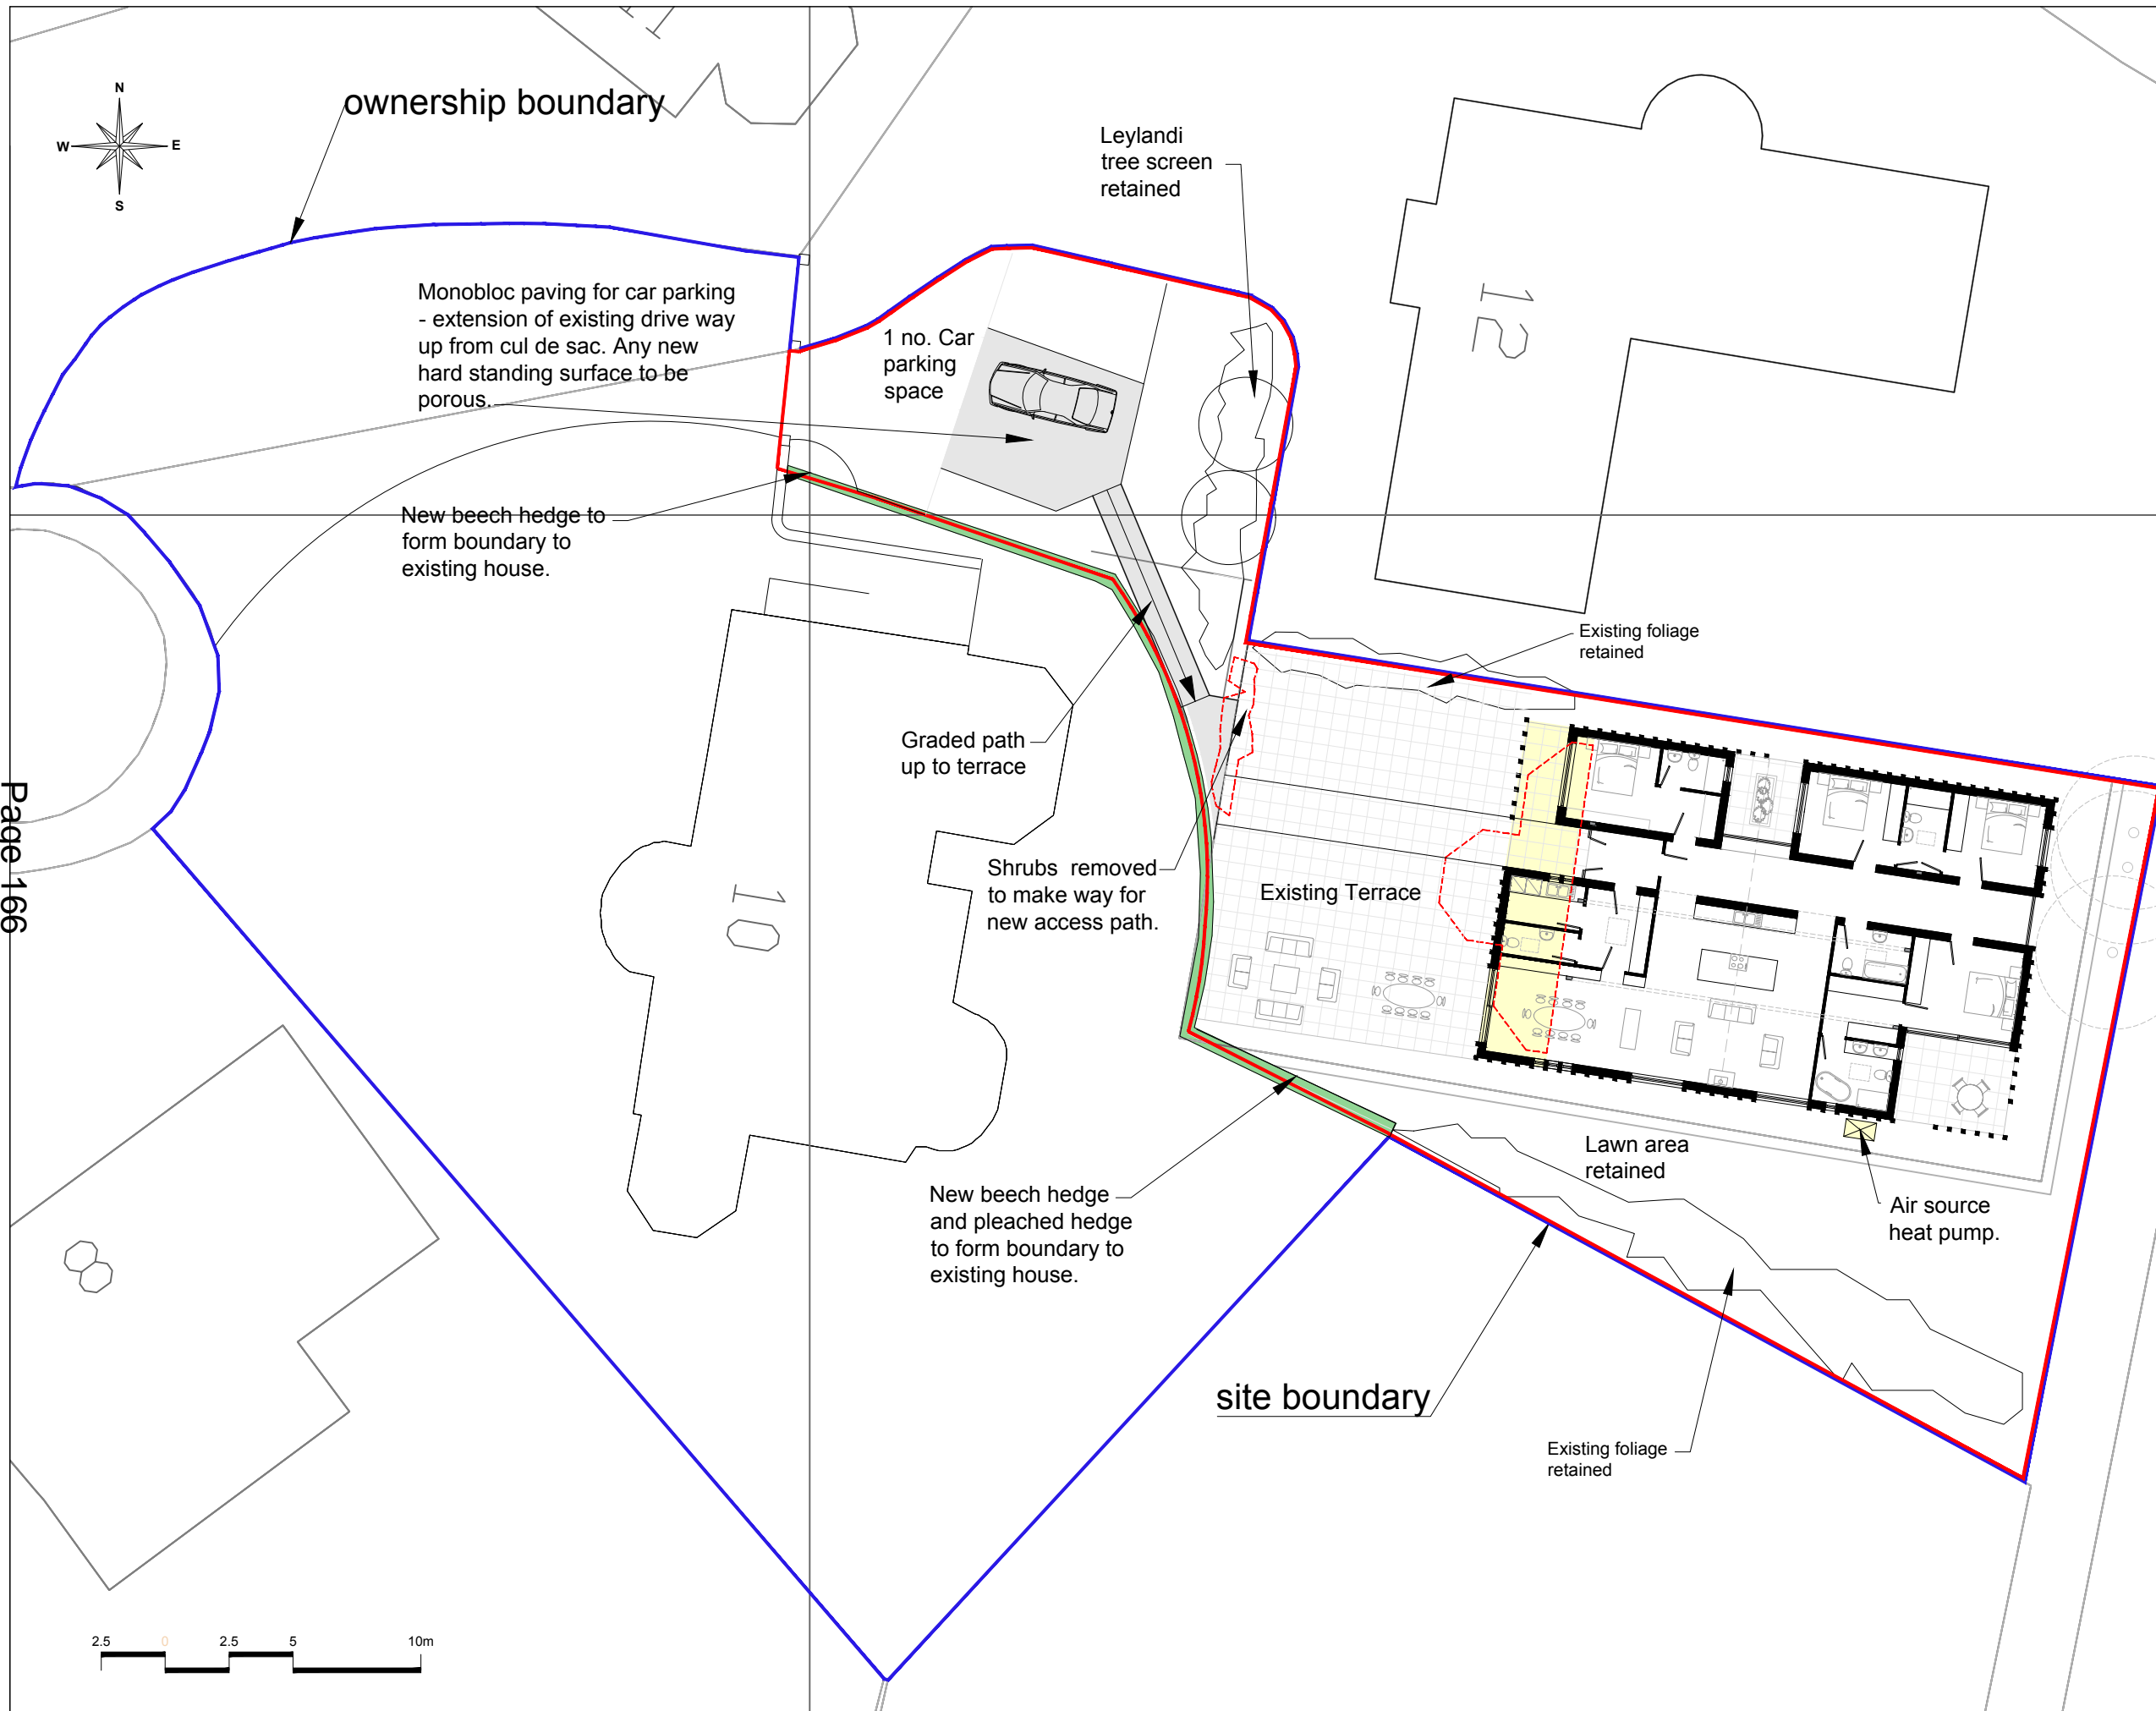 N
W
E
S
ownership boundary
Leylandi
tree screen
retained
Monobloc paving for car parking
- extension of existing drive way
up from cul de sac. Any new
hard standing surface to be
porous.
1 no. Car
parking
space
12
New beech hedge to
form boundary to
existing house.
Existing foliage
retained
Graded path
up to terrace
Shrubs removed
to make way for
new access path.
Existing Terrace
10
Page 166
Lawn area
retained
New beech hedge
and pleached hedge
to form boundary to
existing house.
Air source
heat pump.
8
site boundary
Existing foliage
retained
2.5 0 2.5 5 10m